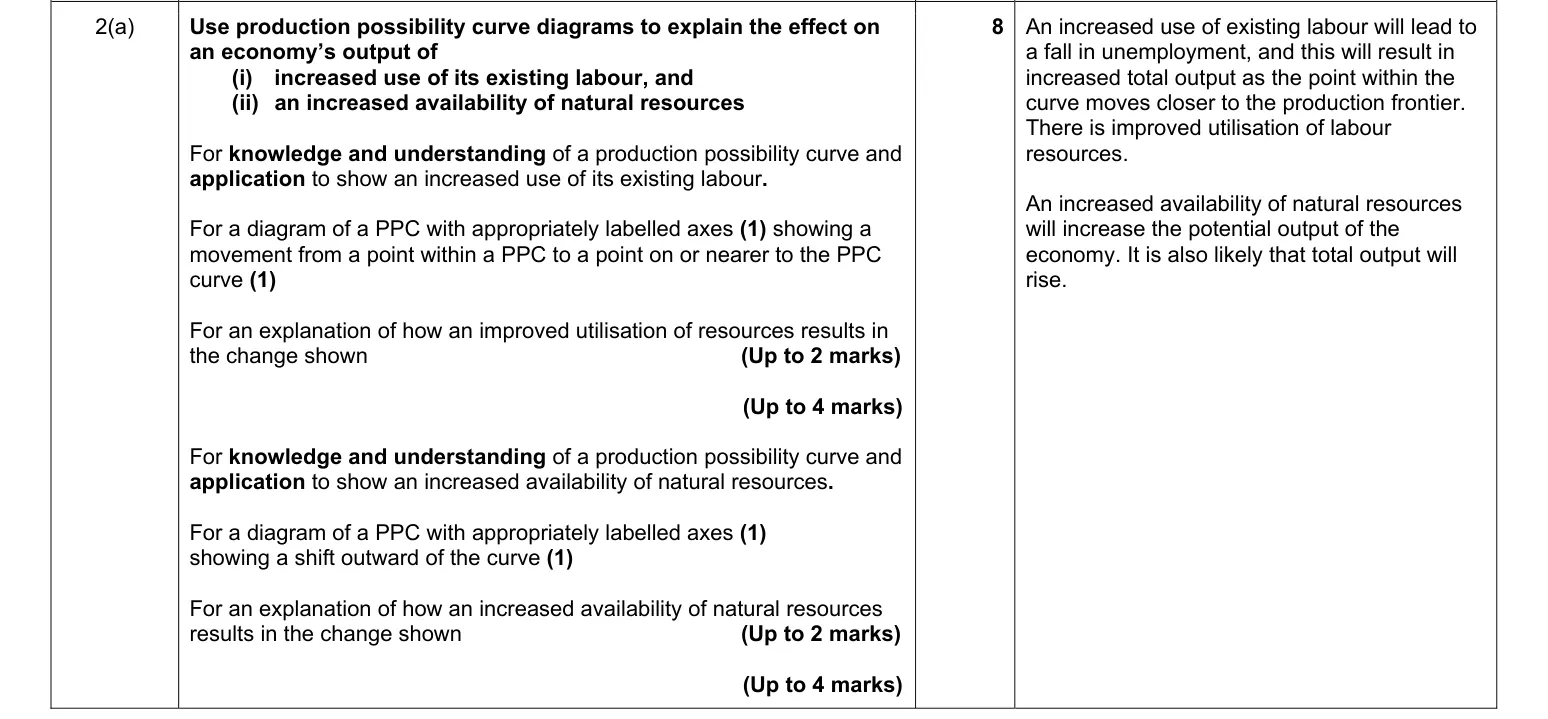 2(a)
Use production possibility curve diagrams to explain the effect on
an economy’s output of
(i) increased use of its existing labour, and
(ii) an increased availability of natural resources
For knowledge and understanding of a production possibility curve and
application to show an increased use of its existing labour.
For a diagram of a PPC with appropriately labelled axes (1) showing a
movement from a point within a PPC to a point on or nearer to the PPC
curve (1)
For an explanation of how an improved utilisation of resources results in
the change shown (Up to 2 marks)
(Up to 4 marks)
For knowledge and understanding of a production possibility curve and
application to show an increased availability of natural resources.
For a diagram of a PPC with appropriately labelled axes (1)
showing a shift outward of the curve (1)
For an explanation of how an increased availability of natural resources
results in the change shown (Up to 2 marks)
(Up to 4 marks)
8
An increased use of existing labour will lead to
a fall in unemployment, and this will result in
increased total output as the point within the
curve moves closer to the production frontier.
There is improved utilisation of labour
resources.
An increased availability of natural resources
will increase the potential output of the
economy. It is also likely that total output will
rise.